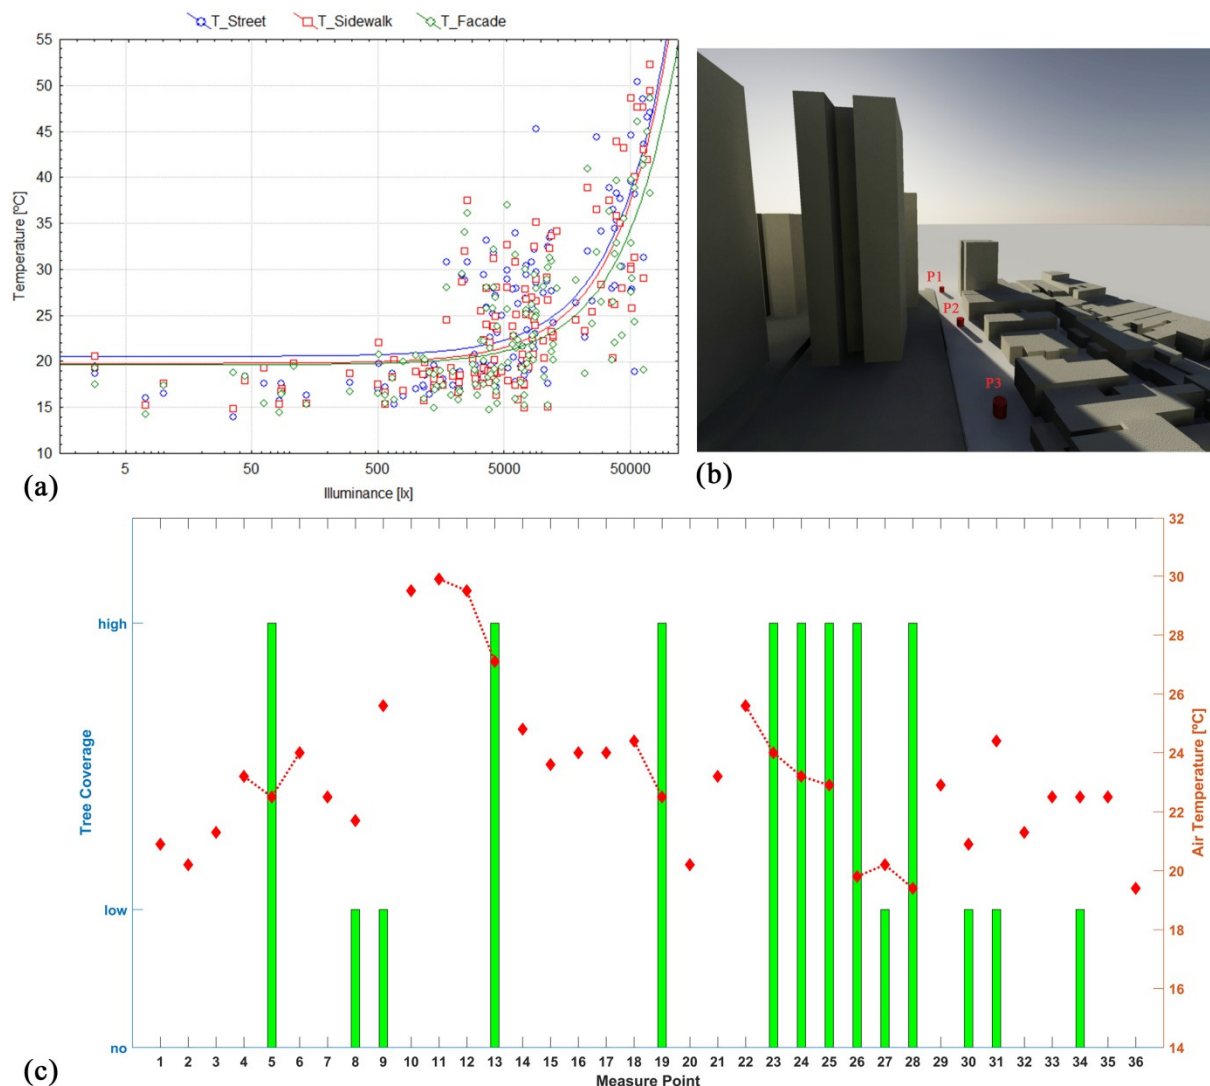 T_Street T_Sidewalk T_Facade
55
50
45
40
35
30
25
20
15
10
Temperature [ºC]
5 50 500 5000 50000
Illuminance [lx]
(a)
P1
P2
P3
(b)
high
low
no
Tree Coverage
32
30
28
26
24
22
20
18
16
14
Air Temperature [ºC]
1 2 3 4 5 6 7 8 9 10 11 12 13 14 15 16 17 18 19 20 21 22 23 24 25 26 27 28 29 30 31 32 33 34 35 36
Measure Point
(c)